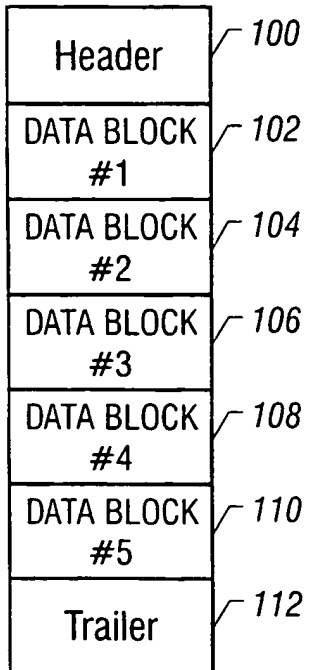 Header 100
DATA BLOCK 102
#1
DATA BLOCK 104
#2
DATA BLOCK 106
#3
DATA BLOCK 108
#4
DATA BLOCK 110
#5
Trailer 112